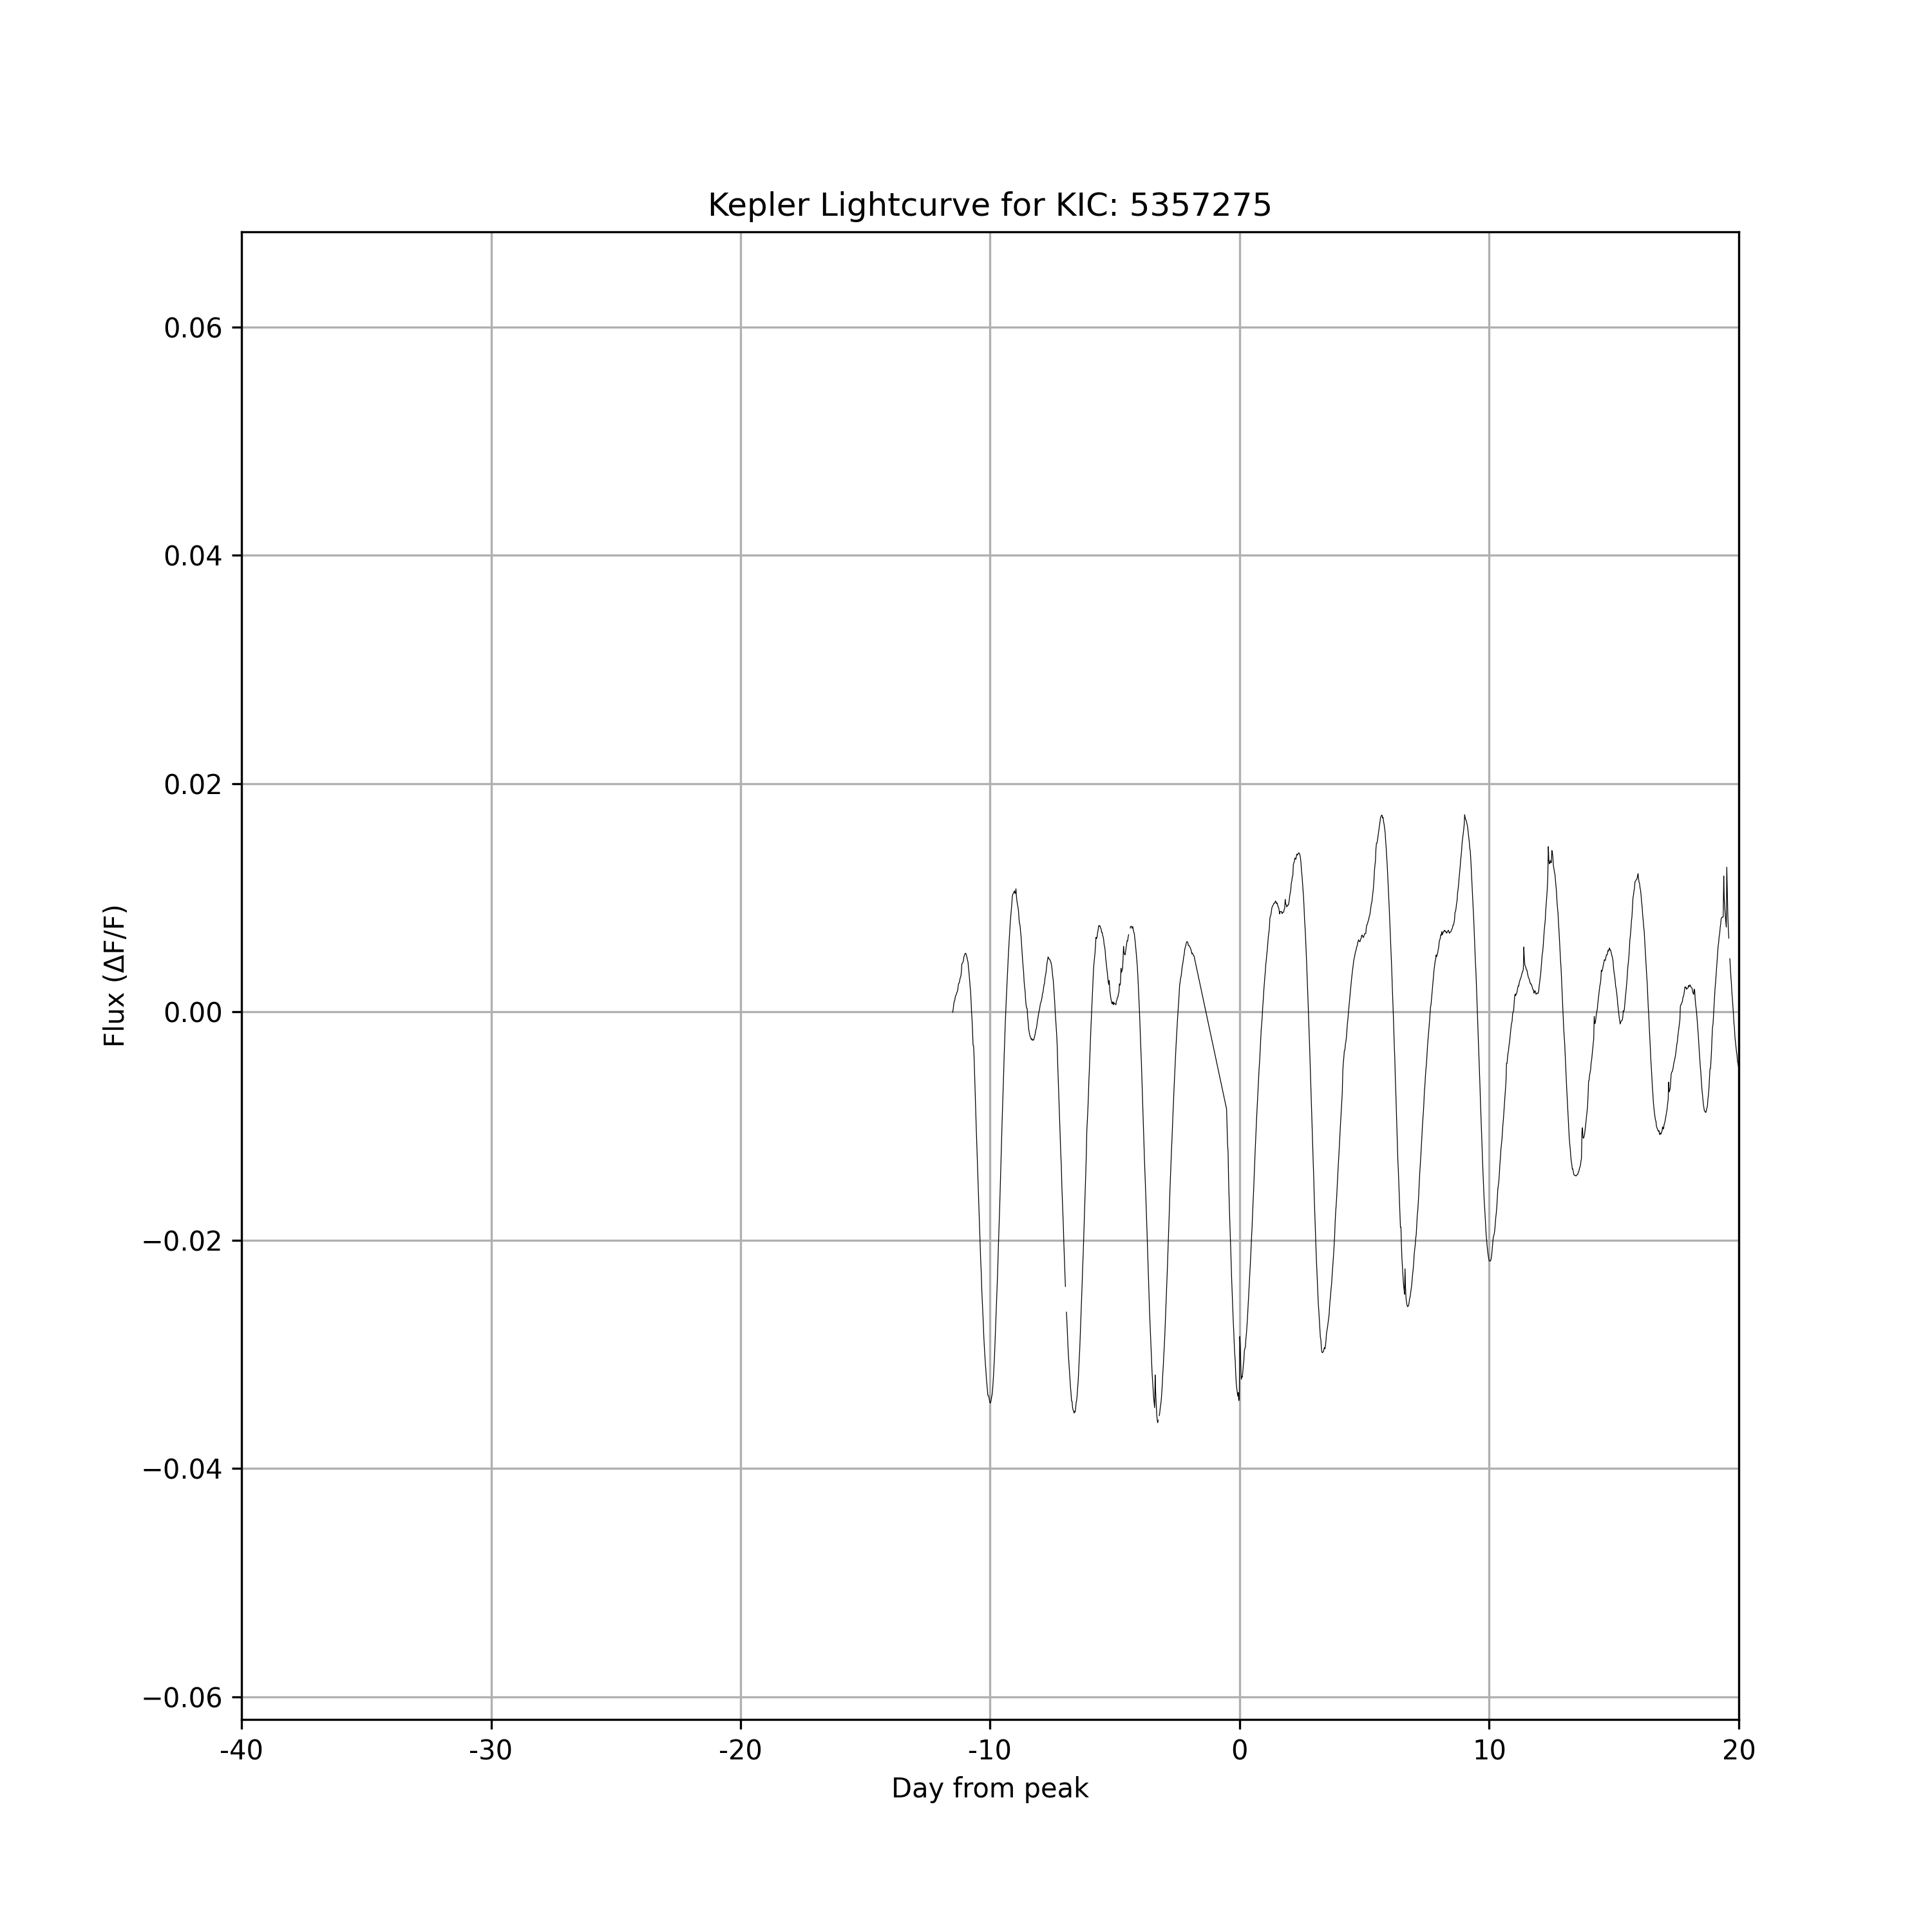 Kepler Lightcurve for KIC: 5357275
Flux (ΔF/F)
0.06
0.04
0.02
0.00
−0.02
−0.04
−0.06
-40 -30 -20 -10 0 10 20
Day from peak